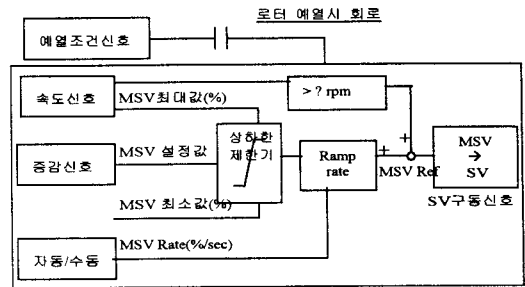 로터 예열시 회로
예열조건신호
속도신호
MSV최대값(%)
> ? rpm
상하한
제한기
증감신호
MSV 설정값
Ramp
rate
+
+
MSV Ref
MSV
→
SV
SV구동신호
MSV 최소값(%)
자동/수동
MSV Rate(%/sec)